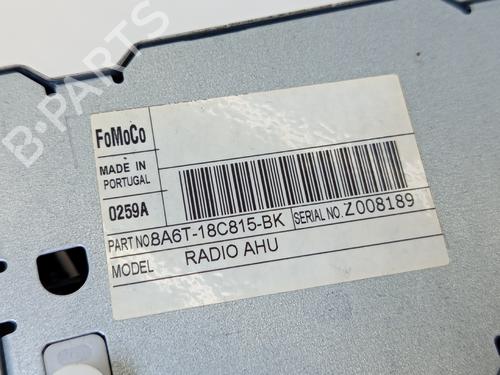 B-PARTS
FoMoCo
MADE IN
PORTUGAL
0259A
PART NO. 8A6T-18C815-BK SERIAL NO. Z008189
MODEL RADIO AHU